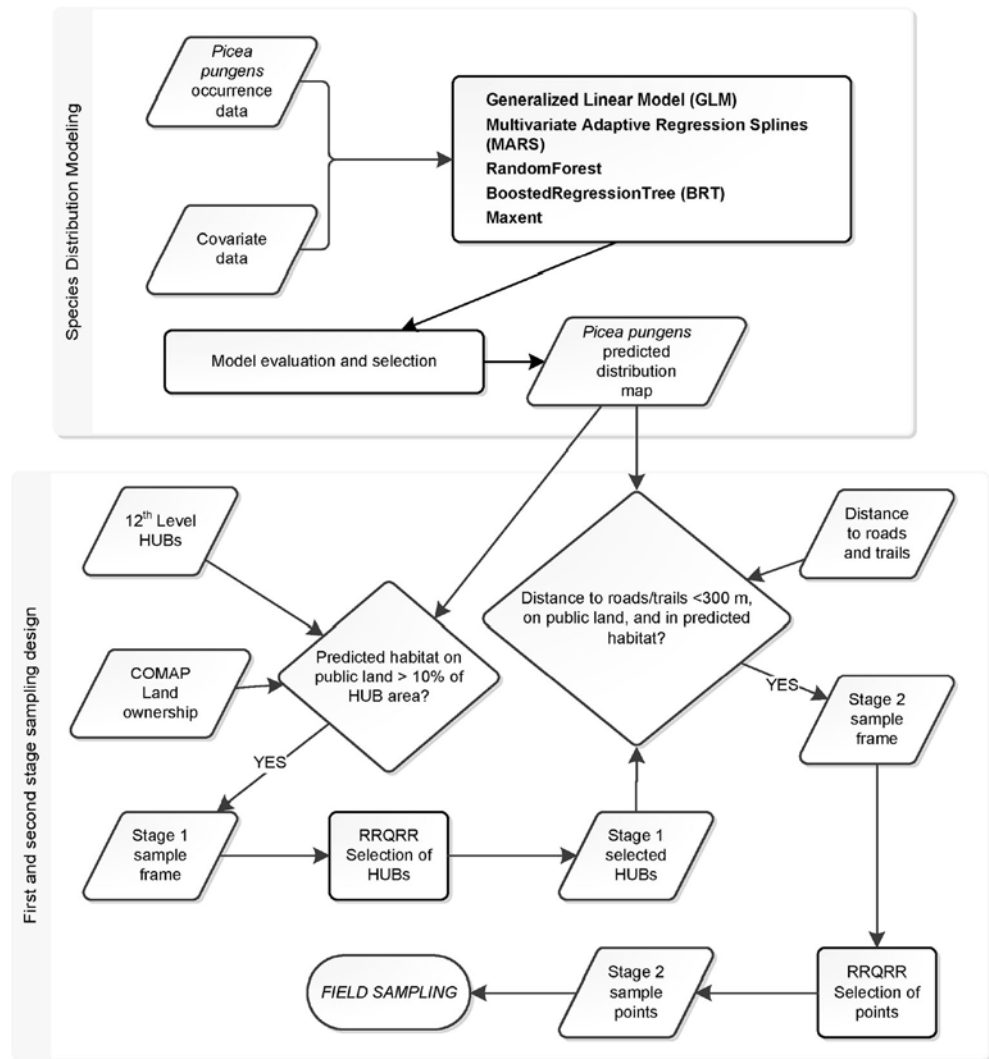 Species Distribution Modeling
Picea
pungens
occurrence
data
Covariate
data
Generalized Linear Model (GLM)
Multivariate Adaptive Regression Splines
(MARS)
RandomForest
BoostedRegressionTree (BRT)
Maxent
Model evaluation and selection
Picea pungens
predicted
distribution
map
First and second stage sampling design
12th Level
HUBs
Distance
to roads
and trails
Distance to roads/trails <300 m,
on public land, and in predicted
habitat?
COMAP
Land
ownership
Predicted habitat on
public land > 10% of
HUB area?
YES
YES
Stage 2
sample
frame
Stage 1
sample
frame
RRQRR
Selection of
HUBs
Stage 1
selected
HUBs
RRQRR
Selection of
points
Stage 2
sample
points
FIELD SAMPLING